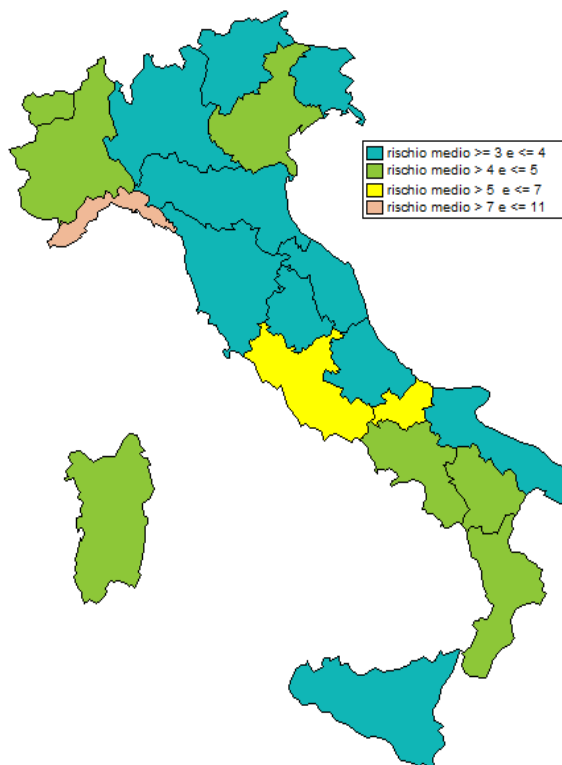 rischio medio >= 3 e <= 4
rischio medio > 4 e <= 5
rischio medio > 5 e <= 7
rischio medio > 7 e <= 11